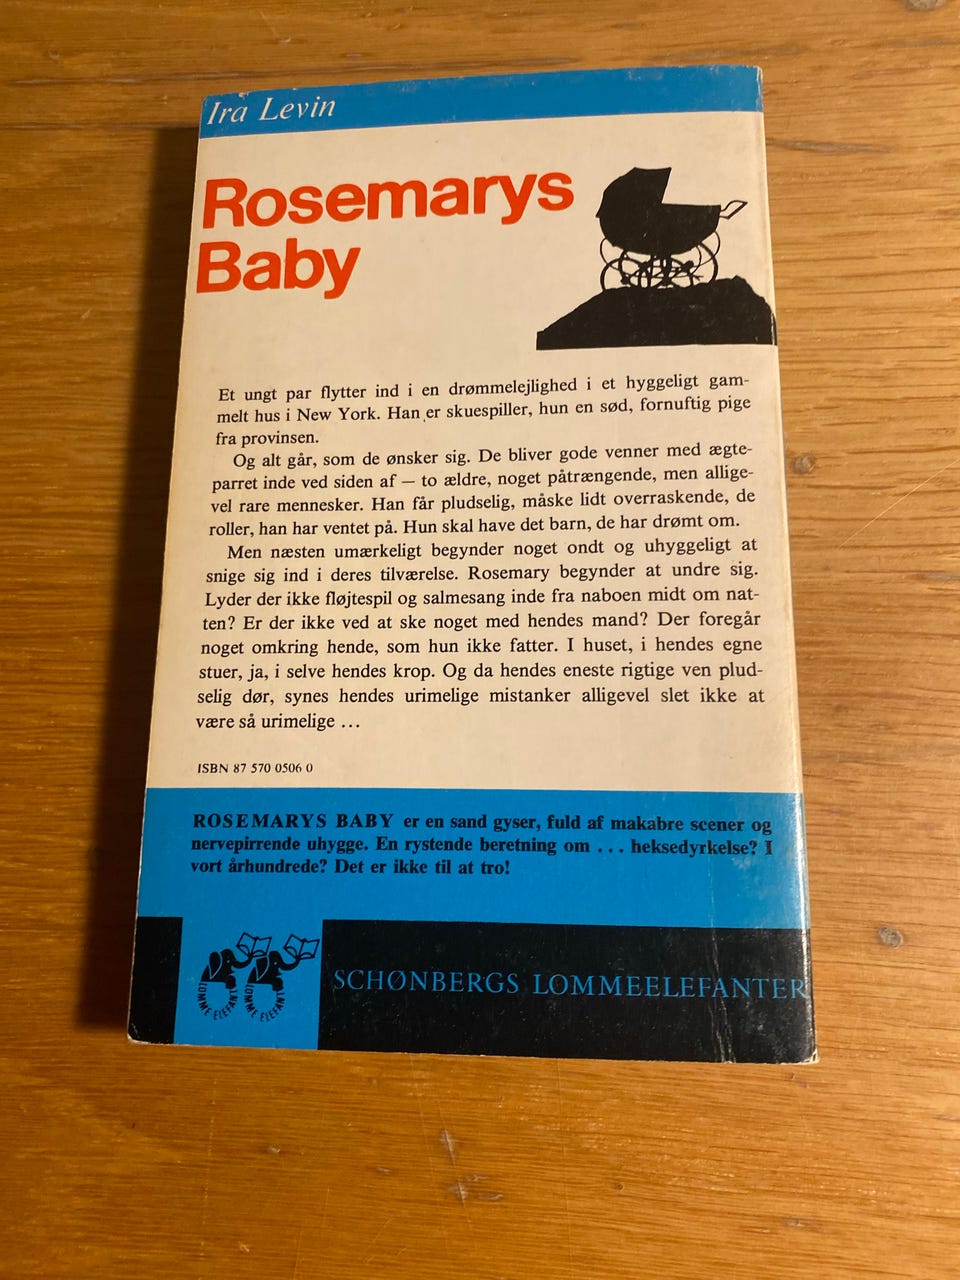 Ira Levin
Rosemarys
Baby
Et ungt par flytter ind i en drømmelejlighed i et hyggeligt gam-
melt hus i New York. Han er skuespiller, hun en sød, fornuftig pige
fra provinsen.
Og alt går, som de ønsker sig. De bliver gode venner med ægte-
parret inde ved siden af — to ældre, noget påtrængende, men allige-
vel rare mennesker. Han får pludselig, måske lidt overraskende, de
roller, han har ventet på. Hun skal have det barn, de har drømt om.
Men næsten umærkeligt begynder noget ondt og uhyggeligt at
snige sig ind i deres tilværelse. Rosemary begynder at undre sig.
Lyder der ikke fløjtespil og salmesang inde fra naboen midt om nat-
ten? Er der ikke ved at ske noget med hendes mand? Der foregår
noget omkring hende, som hun ikke fatter. I huset, i hendes egne
stuer, ja, i selve hendes krop. Og da hendes eneste rigtige ven plud-
selig dør, synes hendes urimelige mistanker alligevel slet ikke at
være så urimelige ...
ISBN 87 570 0506 0
ROSEMARYS BABY er en sand gyser, fuld af makabre scener og
nervepirrende uhygge. En rystende beretning om ... heksedyrkelse? I
vort århundrede? Det er ikke til at tro!
LOMME ELEFANT
LOMME ELEFANT
SCHØNBERGS LOMMEELEFANTER